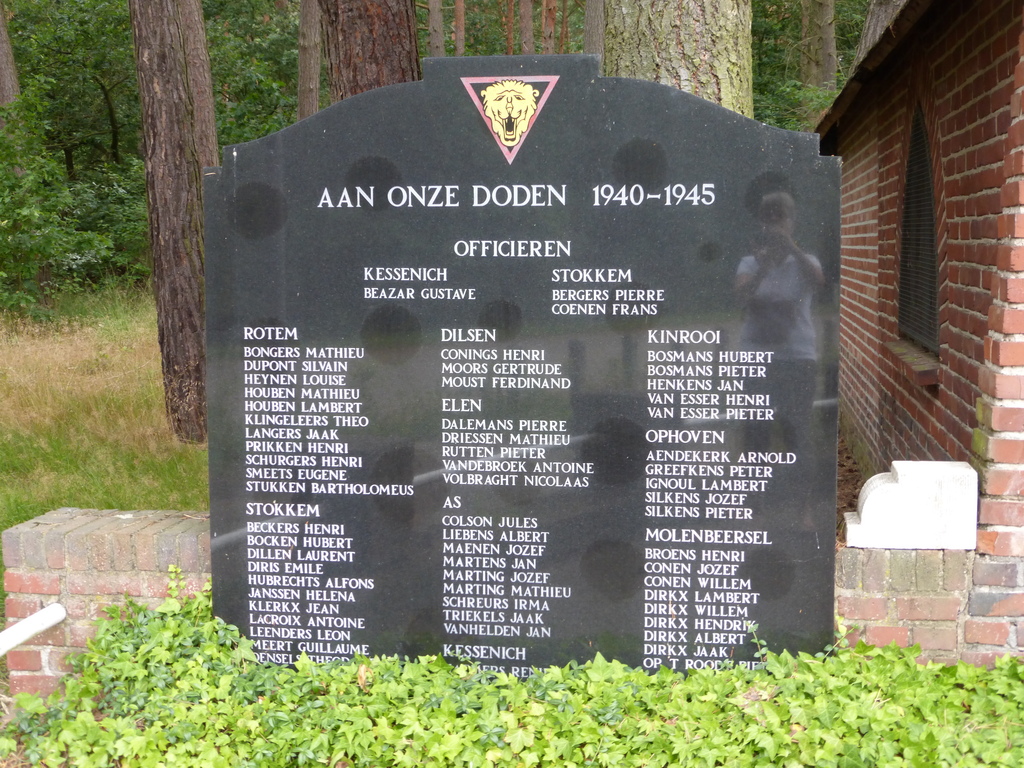 AAN ONZE DODEN 1940-1945
OFFICIEREN
KESSENICH
BEAZAR GUSTAVE
STOKKEM
BERGERS PIERRE
COENEN FRANS
ROTEM
BONGERS MATHIEU
DUPONT SILVAIN
HEYNEN LOUISE
HOUBEN MATHIEU
HOUBEN LAMBERT
KLINGELEERS THEO
LANGERS JAAK
PRIKKEN HENRI
SCHURGERS HENRI
SMEETS EUGENE
STUKKEN BARTHOLOMEUS
STOKKEM
BECKERS HENRI
BOCKEN HUBERT
DILLEN LAURENT
DIRIS EMILE
HUBRECHTS ALFONS
JANSSEN HELENA
KLERKX JEAN
LACROIX ANTOINE
LEENDERS LEON
MEERT GUILLAUME
DILSEN
CONINGS HENRI
MOORS GERTRUDE
MOUST FERDINAND
ELEN
DALEMANS PIERRE
DRIESSEN MATHIEU
RUTTEN PIETER
VANDEBROEK ANTOINE
VOLBRAGHT NICOLAAS
AS
COLSON JULES
LIEBENS ALBERT
MAENEN JOZEF
MARTENS JAN
MARTING JOZEF
MARTING MATHIEU
SCHREURS IRMA
TRIEKELS JAAK
VANHELDEN JAN
KESSENICH
KINROOI
BOSMANS HUBERT
BOSMANS PIETER
HENKENS JAN
VAN ESSER HENRI
VAN ESSER PIETER
OPHOVEN
AENDEKERK ARNOLD
GREEFKENS PETER
IGNOUL LAMBERT
SILKENS JOZEF
SILKENS PIETER
MOLENBEERSEL
BROENS HENRI
CONEN JOZEF
CONEN WILLEM
DIRKX LAMBERT
DIRKX WILLEM
DIRKX HENDRIK
DIRKX ALBERT
DIRKX JAAK
OP 'T